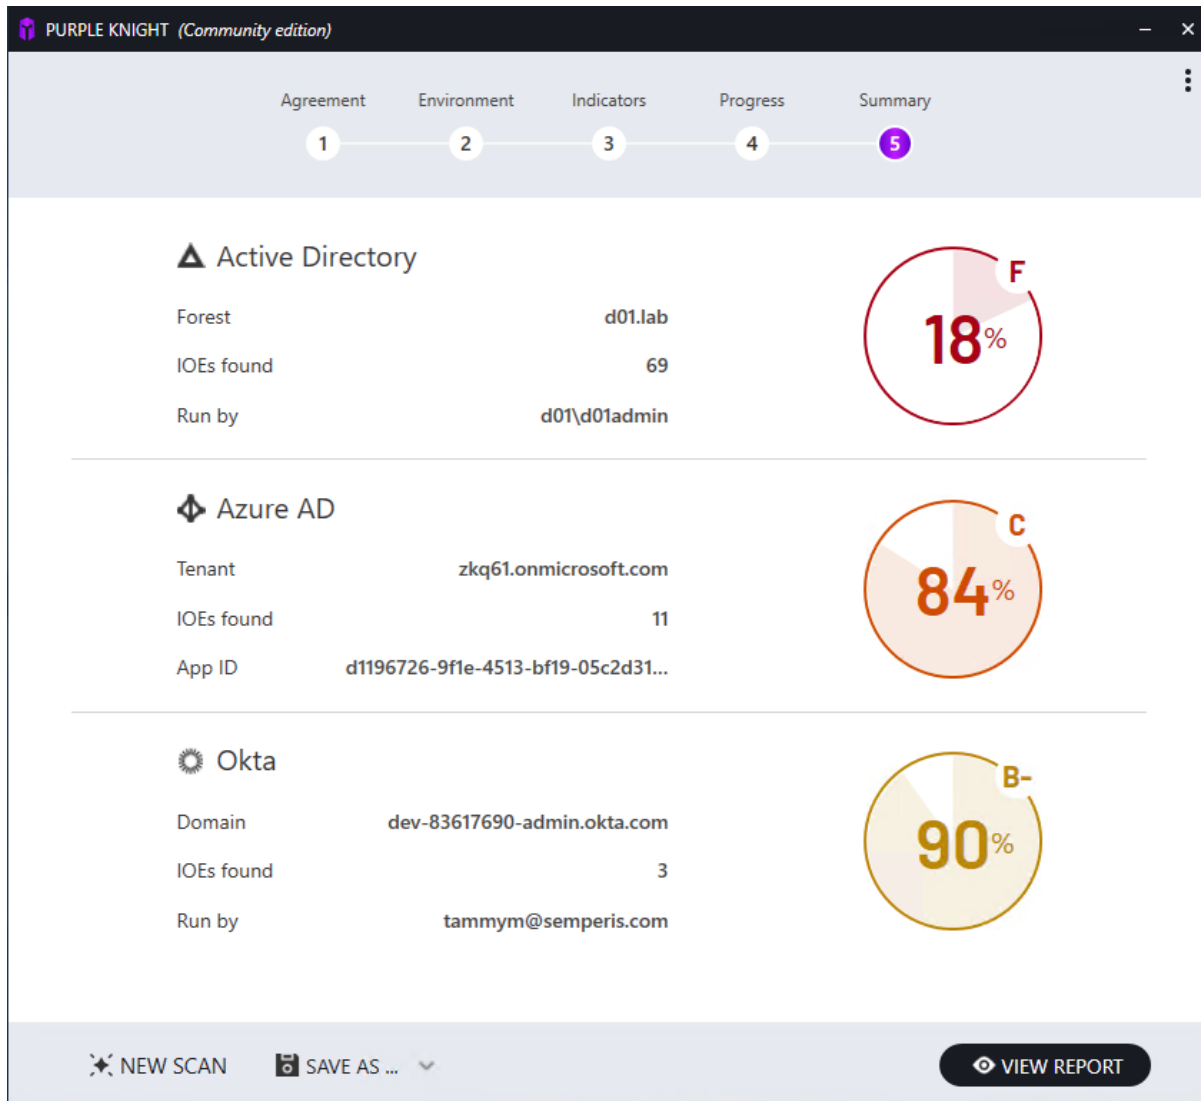 PURPLE KNIGHT (Community edition)
Agreement Environment Indicators Progress Summary
1 2 3 4 5
Active Directory
F
18%
Forest d01.lab
IOEs found 69
Run by d01\d01admin
Azure AD
C
84%
Tenant zkq61.onmicrosoft.com
IOEs found 11
App ID d1196726-9f1e-4513-bf19-05c2d31...
Okta
B-
90%
Domain dev-83617690-admin.okta.com
IOEs found 3
Run by tammym@semperis.com
NEW SCAN SAVE AS ... VIEW REPORT